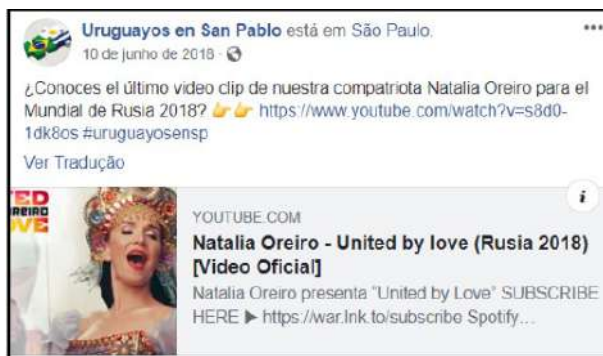 Uruguayos en San Pablo está em São Paulo.
10 de junho de 2018 ·
¿Conoces el último video clip de nuestra compatriota Natalia Oreiro para el
Mundial de Rusia 2018? 👉👉 https://www.youtube.com/watch?v=s8d0-
1dk8os #uruguayosensp
Ver Tradução
TED
OREIRO
OVE
YOUTUBE.COM
Natalia Oreiro - United by love (Rusia 2018)
[Video Oficial]
Natalia Oreiro presenta "United by Love" SUBSCRIBE
HERE ▶ https://war.lnk.to/subscribe Spotify...